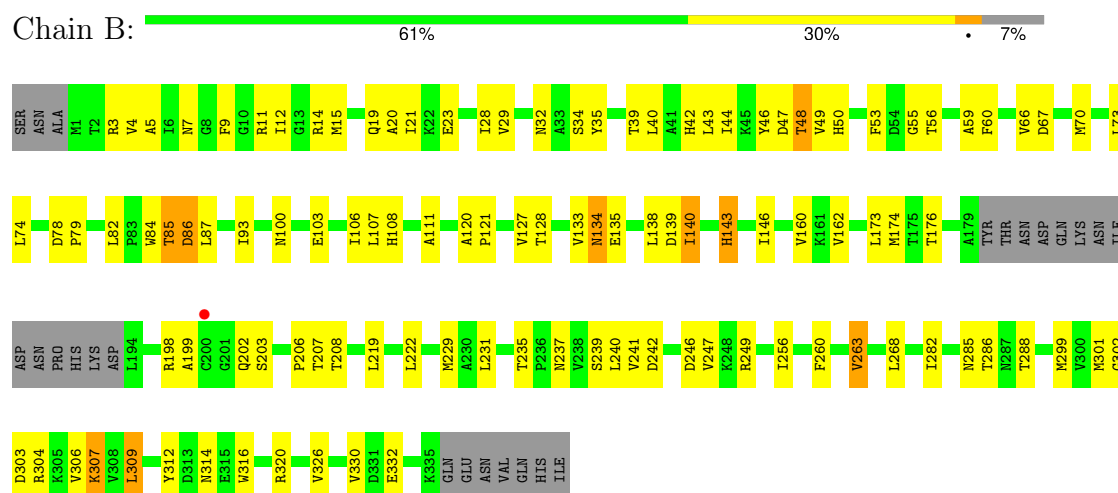 Chain B:
61% 30% • 7%
SER ASN ALA M1 T2 R3 V4 A5 I6 N7 G8 F9 G10 R11 I12 G13 R14 M15 Q19 A20 I21 K22 E23 I28 V29 N32 A33 S34 Y35 T39 L40 A41 H42 L43 I44 K45 Y46 D47 T48 V49 H50 F53 D54 G55 T56 A59 F60 V66 D67 M70 L73
L74 D78 P79 L82 P83 W84 T85 D86 L87 I93 N100 E103 I106 L107 H108 A111 A120 P121 V127 T128 V133 N134 E135 L138 D139 I140 H143 I146 V160 K161 V162 L173 M174 T175 T176 A179 TYR THR ASN ASP GLN LYS ASN ILE
ASP ASN PRO HIS LYS ASP L194 R198 A199 C200 G201 Q202 S203 P206 T207 T208 L219 L222 M229 A230 L231 T235 P236 N237 V238 S239 L240 V241 D242 D246 V247 K248 R249 I256 F260 V263 L268 I282 N285 T286 N287 T288 M299 V300 M301
D303 R304 K305 V306 K307 V308 L309 Y312 D313 N314 E315 W316 R320 V326 V330 D331 E332 K335 GLN GLU ASN VAL GLN HIS ILE